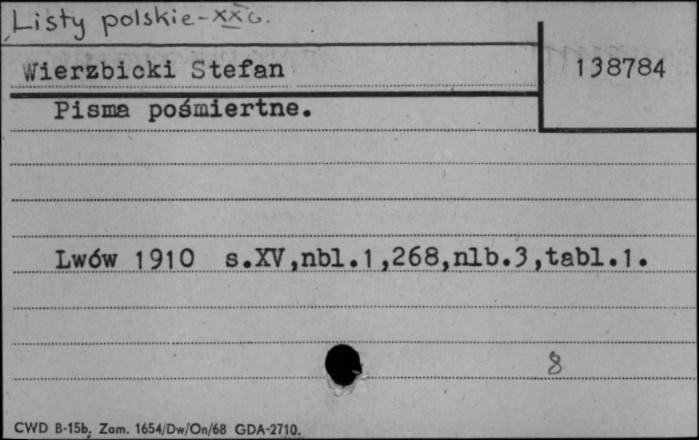 Listy polskie-XX w.
Wierzbicki Stefan
138784
Pisma pośmiertne.
Lwów 1910 s.XV,nbl.1,268,nlb.3,tabl.1.
8
CWD B-15b, Zam. 1654/Dw/On/68 GDA-2710.